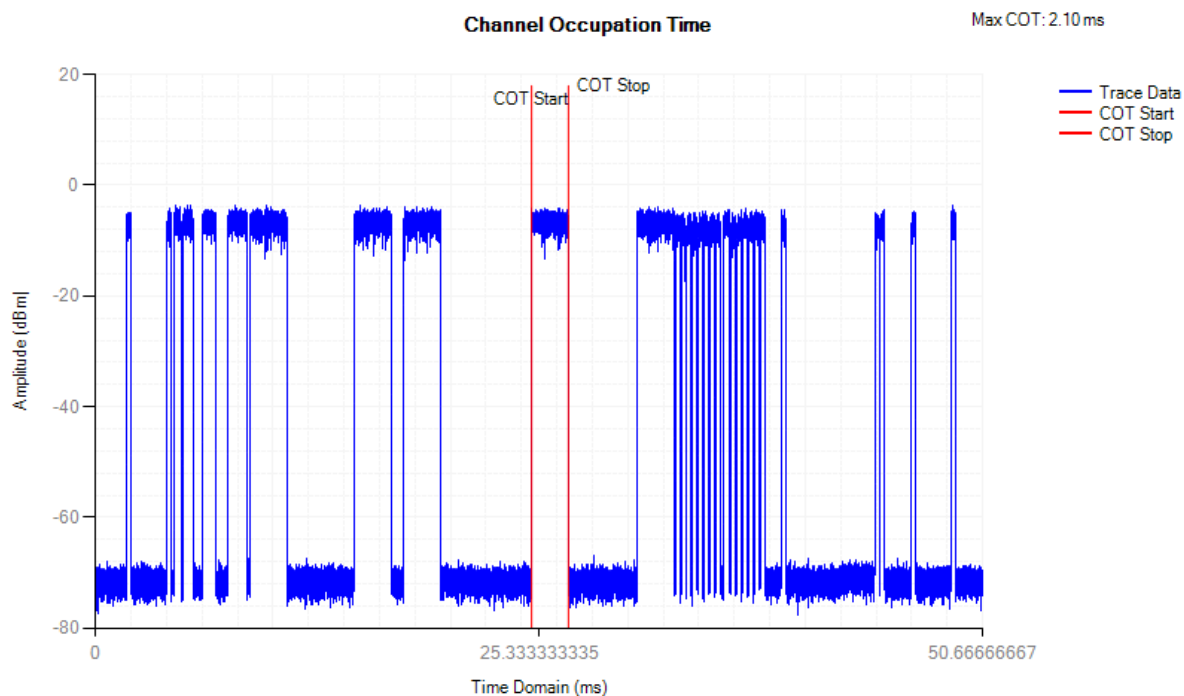 Channel Occupation Time
Max COT: 2.10 ms
20
0
-20
-40
-60
-80
Amplitude (dBm|
COT Start
COT Stop
Trace Data
COT Start
COT Stop
0
25.333333335
50.66666667
Time Domain (ms)